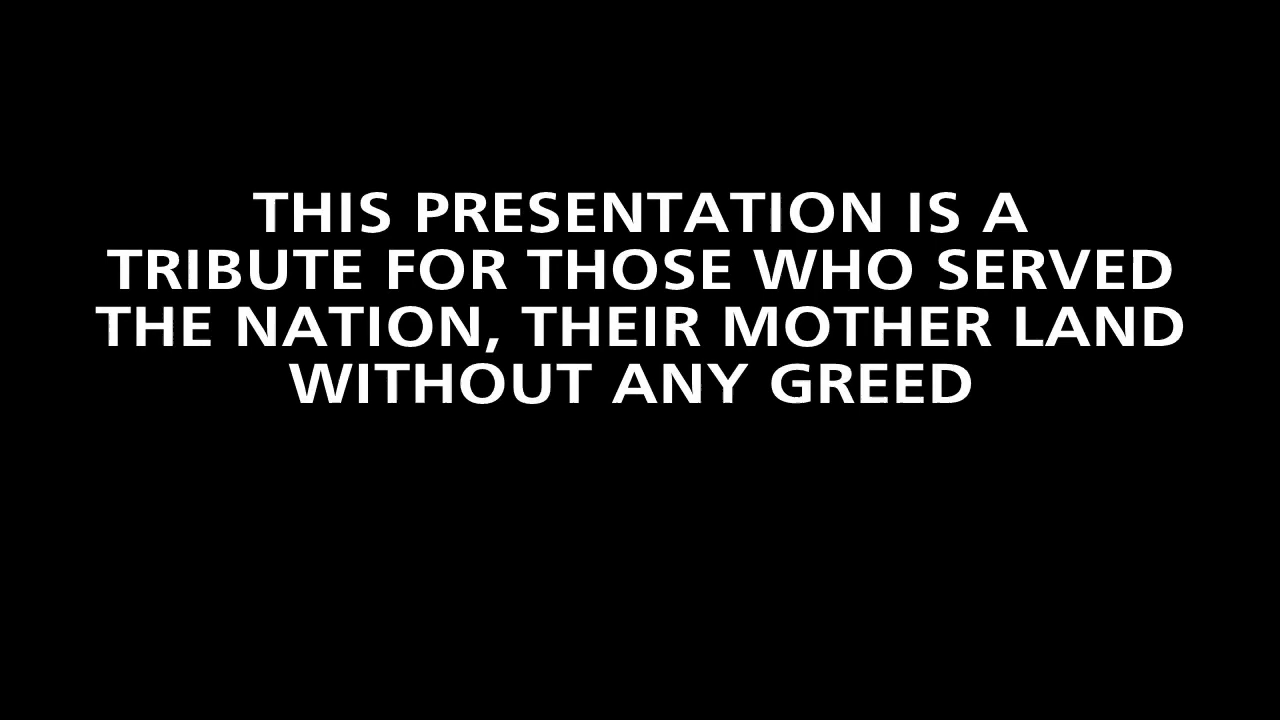 THIS PRESENTATION IS A
TRIBUTE FOR THOSE WHO SERVED
THE NATION, THEIR MOTHER LAND
WITHOUT ANY GREED